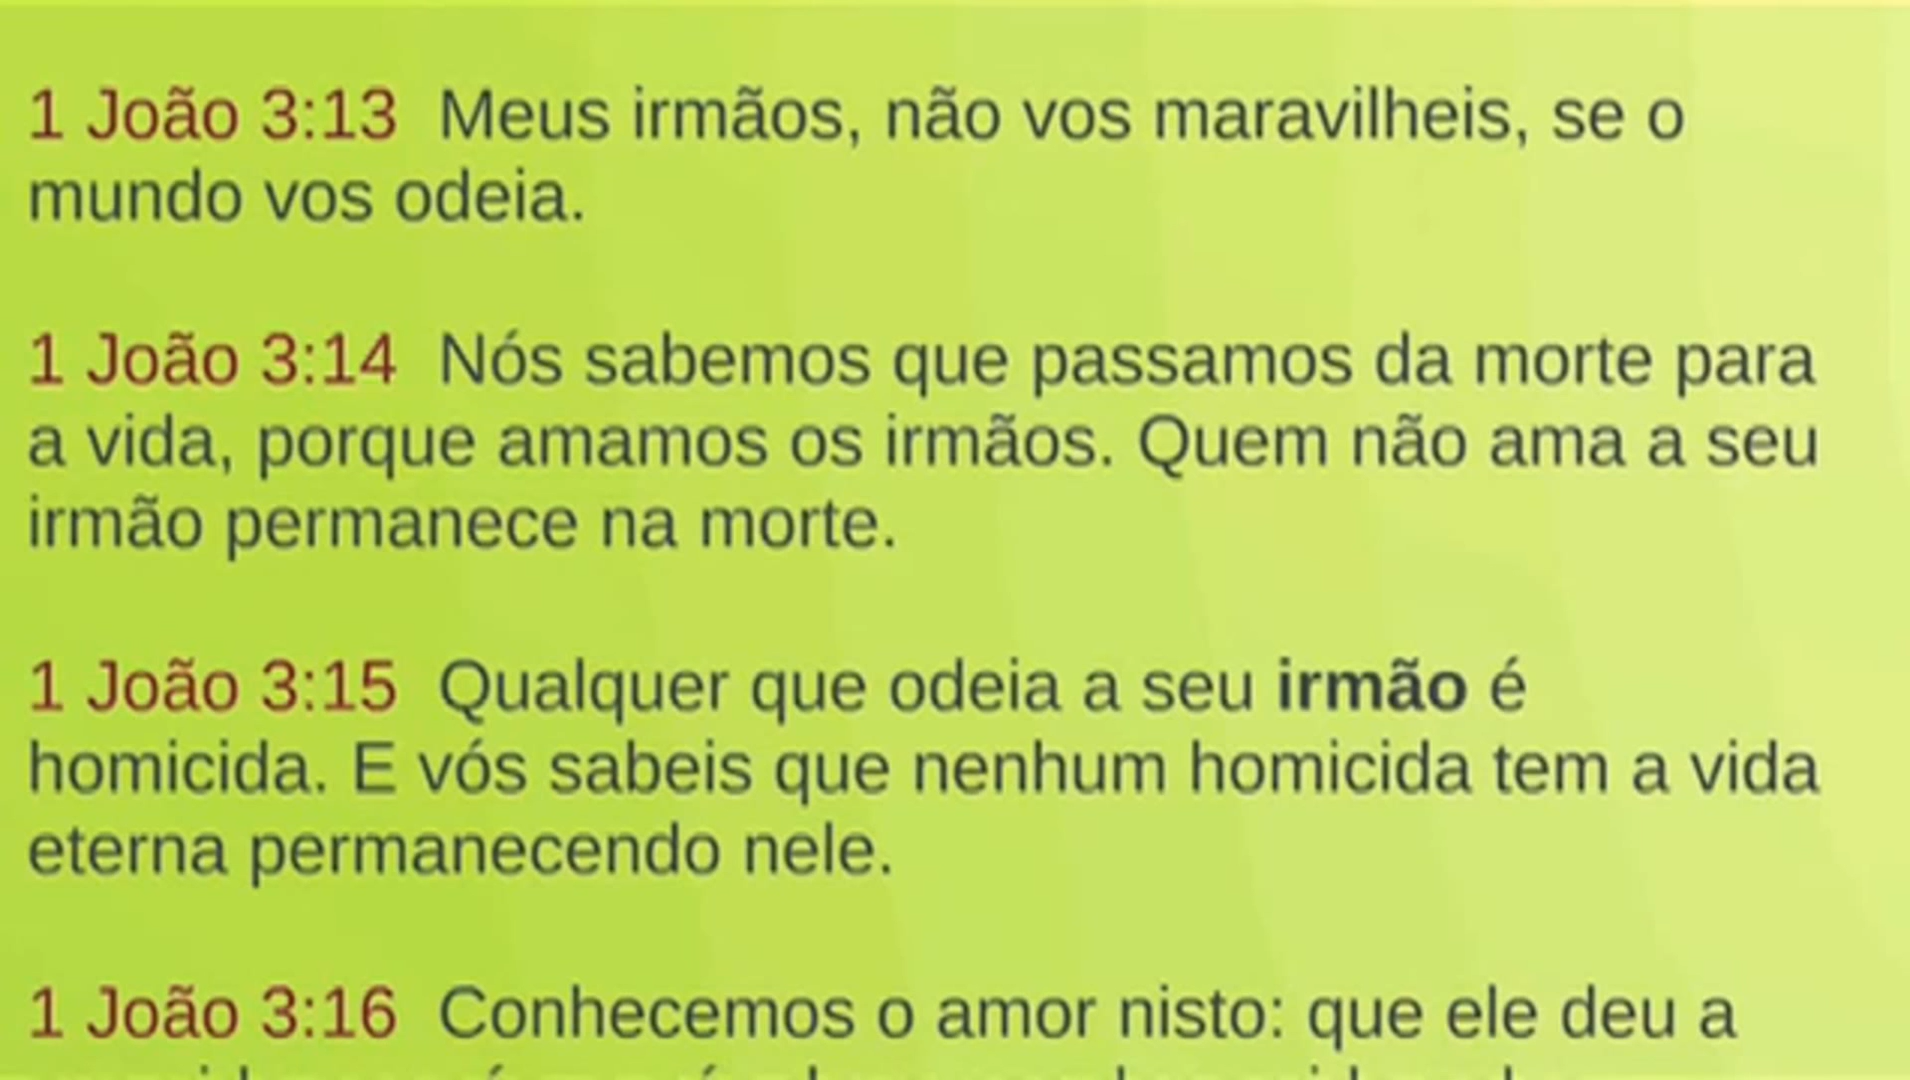 1 João 3:13 Meus irmãos, não vos maravilheis, se o
mundo vos odeia.
1 João 3:14 Nós sabemos que passamos da morte para
a vida, porque amamos os irmãos. Quem não ama a seu
irmão permanece na morte.
1 João 3:15 Qualquer que odeia a seu irmão é
homicida. E vós sabeis que nenhum homicida tem a vida
eterna permanecendo nele.
1 João 3:16 Conhecemos o amor nisto: que ele deu a